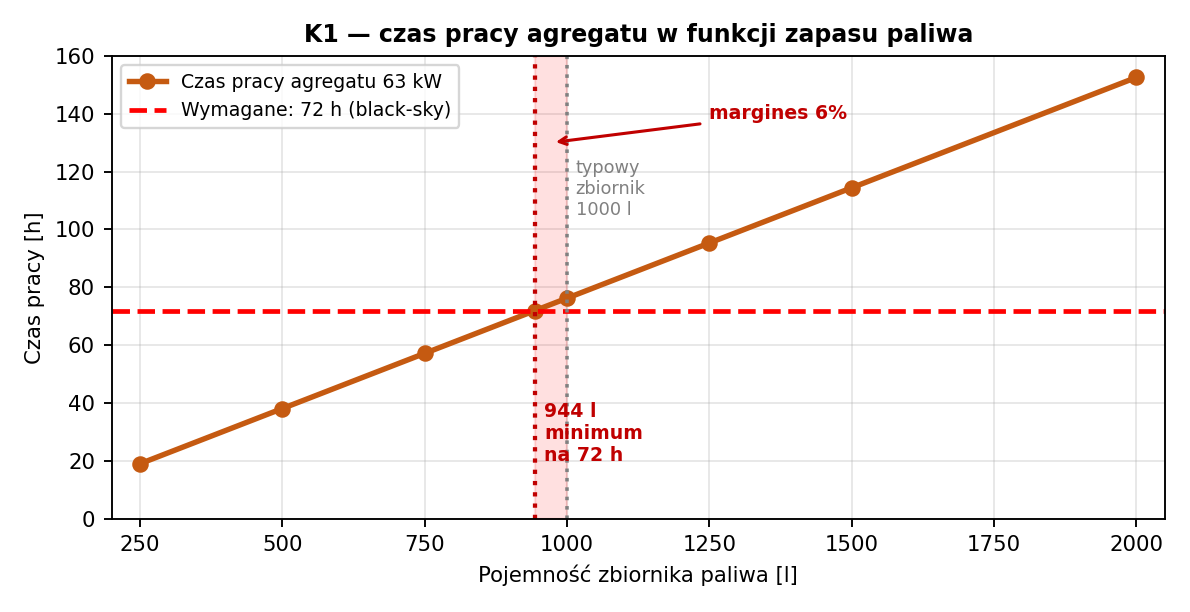 K1 — czas pracy agregatu w funkcji zapasu paliwa
Czas pracy agregatu 63 kW
Wymagane: 72 h (black-sky)
margines 6%
typowy
zbiornik
1000 l
944 l
minimum
na 72 h
Czas pracy [h]
160
140
120
100
80
60
40
20
0
250
500
750
1000
1250
1500
1750
2000
Pojemność zbiornika paliwa [l]